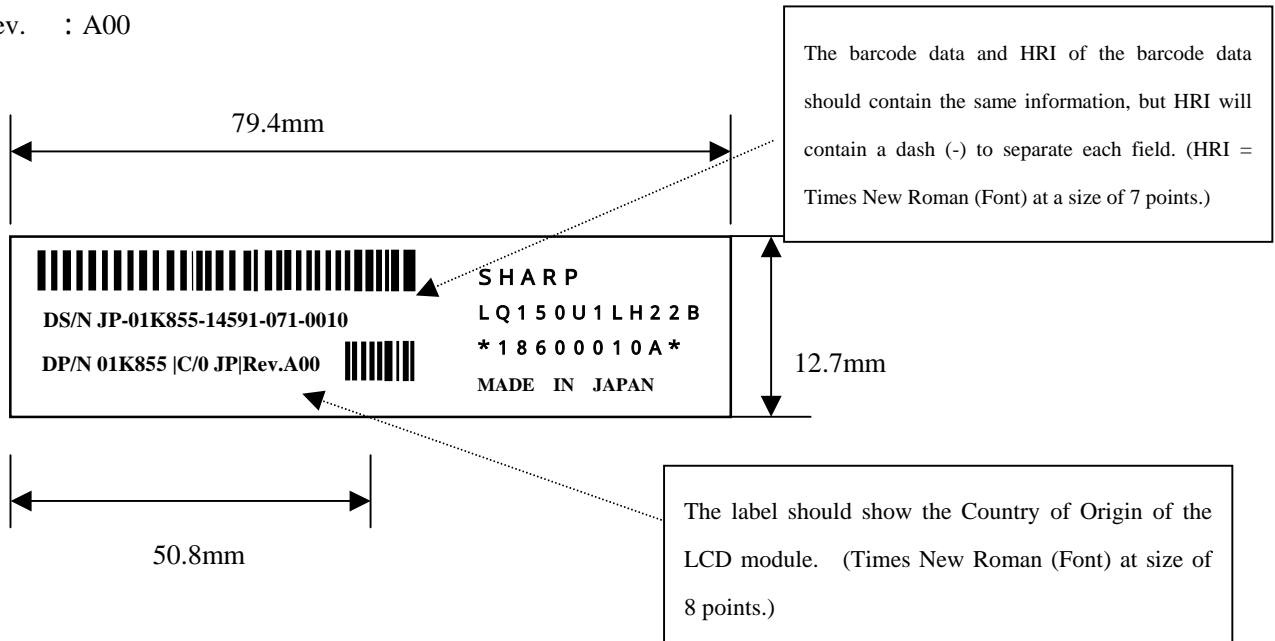 ev. : A00
The barcode data and HRI of the barcode data
should contain the same information, but HRI will
contain a dash (-) to separate each field. (HRI =
Times New Roman (Font) at a size of 7 points.)
79.4mm
DS/N JP-01K855-14591-071-0010
DP/N 01K855 |C/0 JP|Rev.A00
SHARP
LQ150U1LH22B
*18600010A*
MADE IN JAPAN
12.7mm
50.8mm
The label should show the Country of Origin of the
LCD module. (Times New Roman (Font) at size of
8 points.)